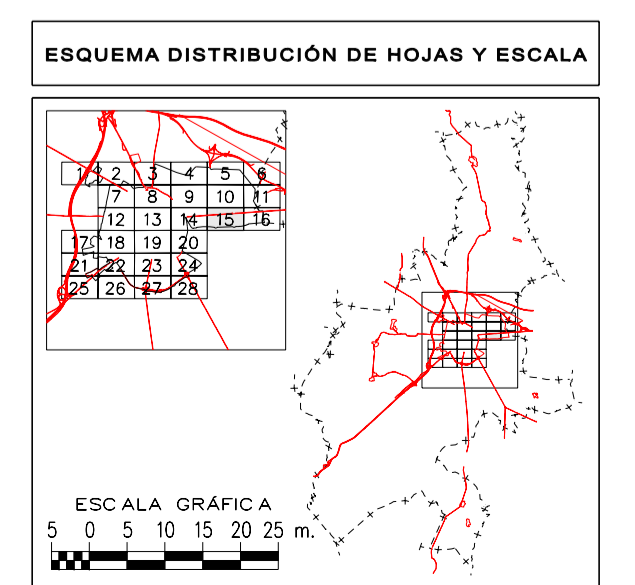 ESQUEMA DISTRIBUCIÓN DE HOJAS Y ESCALA
1 2 3 4 5 6
7 8 9 10 11
12 13 14 15 16
17 18 19 20
21 22 23 24
25 26 27 28
ESCALA GRÁFICA
5 0 5 10 15 20 25 m.